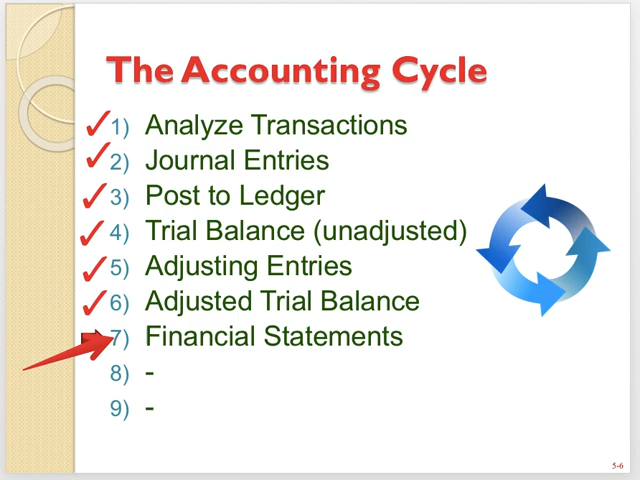 The Accounting Cycle
1) Analyze Transactions
2) Journal Entries
3) Post to Ledger
4) Trial Balance (unadjusted)
5) Adjusting Entries
6) Adjusted Trial Balance
7) Financial Statements
8) -
9) -
5-6